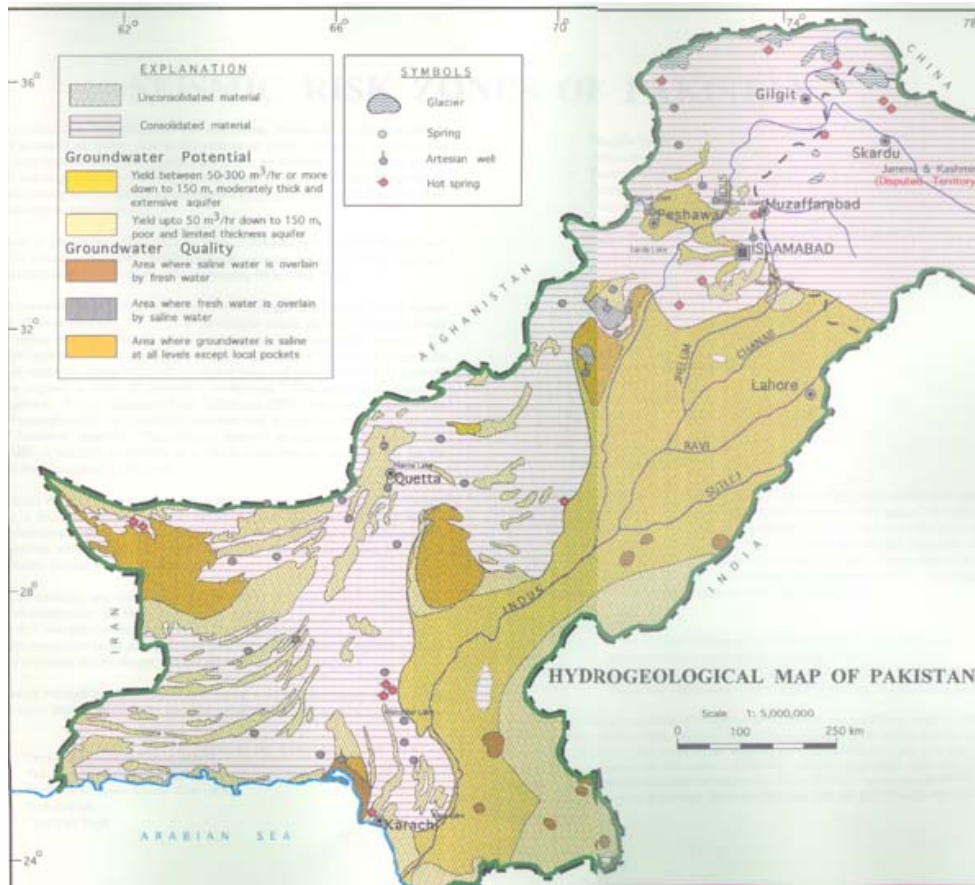 62°
66°
70°
74°
78
EXPLANATION
Unconsolidated material
Consolidated material
Groundwater Potential
Yield between 50-300 m³/hr or more
down to 150 m, moderately thick and
extensive aquifer
Yield upto 50 m³/hr down to 150 m,
poor and limited thickness aquifer
Groundwater Quality
Area where saline water is overlain
by fresh water
Area where fresh water is overlain
by saline water
Area where groundwater is saline
at all levels except local pockets
SYMBOLS
Glacier
Spring
Artesian well
Hot spring
CHINA
36°
Gilgit
Skardu
Jammu & Kashmir
(Disputed Territory)
INDUS
Muzaffarabad
Peshawar
ISLAMABAD
AFGHANISTAN
32°
JHELUM
CHANAB
Lahore
RAVI
SUTLEJ
Quetta
28°
INDUS
INDIA
IRAN
HYDROGEOLOGICAL MAP OF PAKISTAN
Scale 1: 5,000,000
0 100 250 km
Karachi
ARABIAN SEA
24°